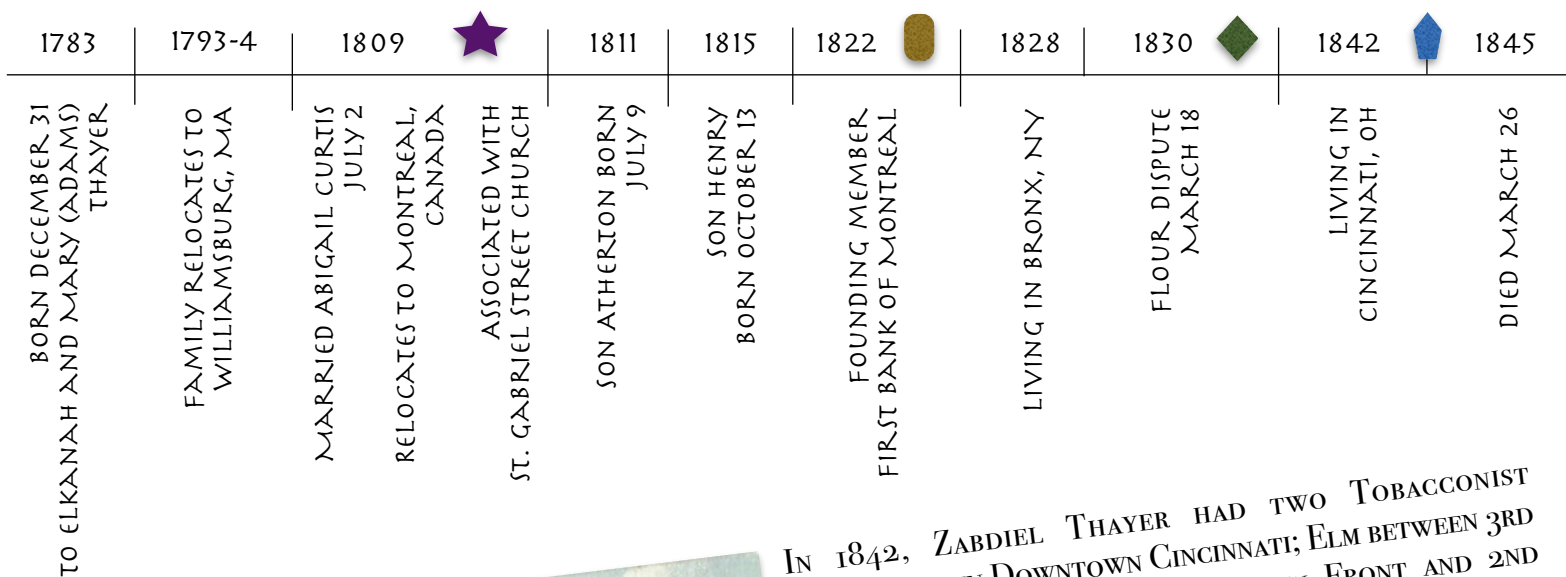 1783
1793-4
1809
1811
1815
1822
1828
1830
1842
1845
BORN DECEMBER 31
TO ELKANAH AND MARY (ADAMS)
THAYER
FAMILY RELOCATES TO
WILLIAMSBURG, MA
MARRIED ABIGAIL CURTIS
JULY 2
RELOCATES TO MONTREAL,
CANADA
ASSOCIATED WITH
ST. GABRIEL STREET CHURCH
SON ATHERTON BORN
JULY 9
SON HENRY
BORN OCTOBER 13
FOUNDING MEMBER
FIRST BANK OF MONTREAL
LIVING IN BRONX, NY
FLOUR DISPUTE
MARCH 18
LIVING IN
CINCINNATI, OH
DIED MARCH 26
In 1842, Zabdiel Thayer had two Tobacconist
Downtown Cincinnati; Elm between 3rd
Front and 2nd